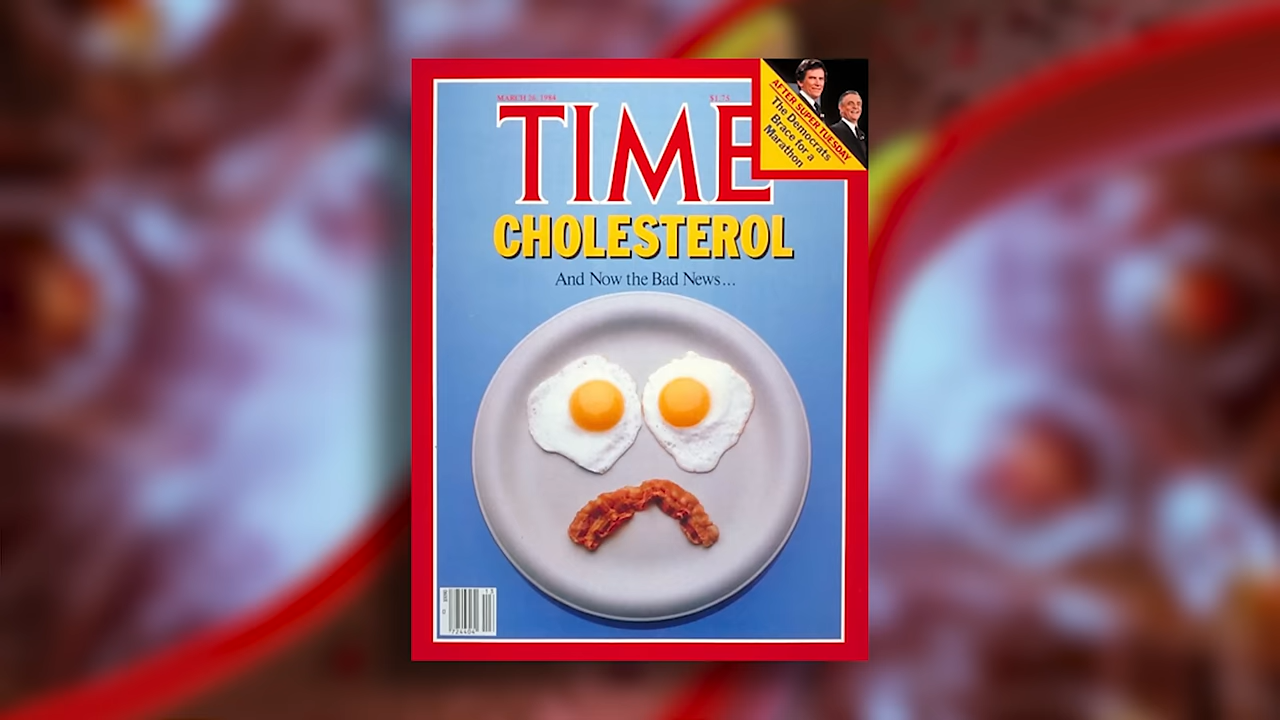 MARCH 26, 1984
$1.75
TIME
AFTER SUPER TUESDAY
The Democrats
Brace for a
Marathon
CHOLESTEROL
And Now the Bad News...
724404